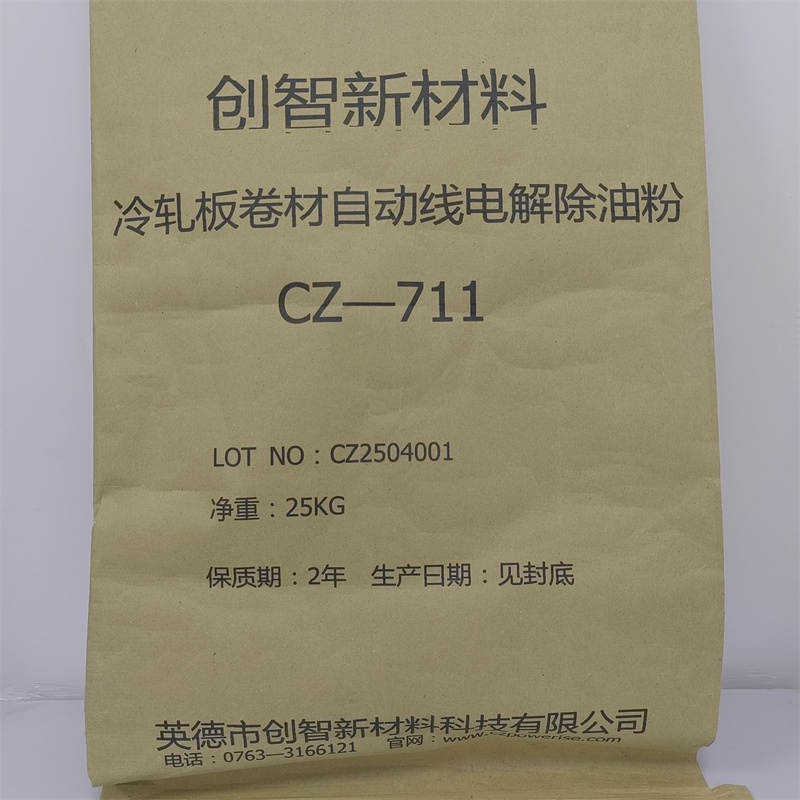 创智新材料
冷轧板卷材自动线电解除油粉
CZ—711
LOT NO：CZ2504001
净重：25KG
保质期：2年 生产日期：见封底
英德市创智新材料科技有限公司
电话：0763—3166121 官网：www.czpowerise.com